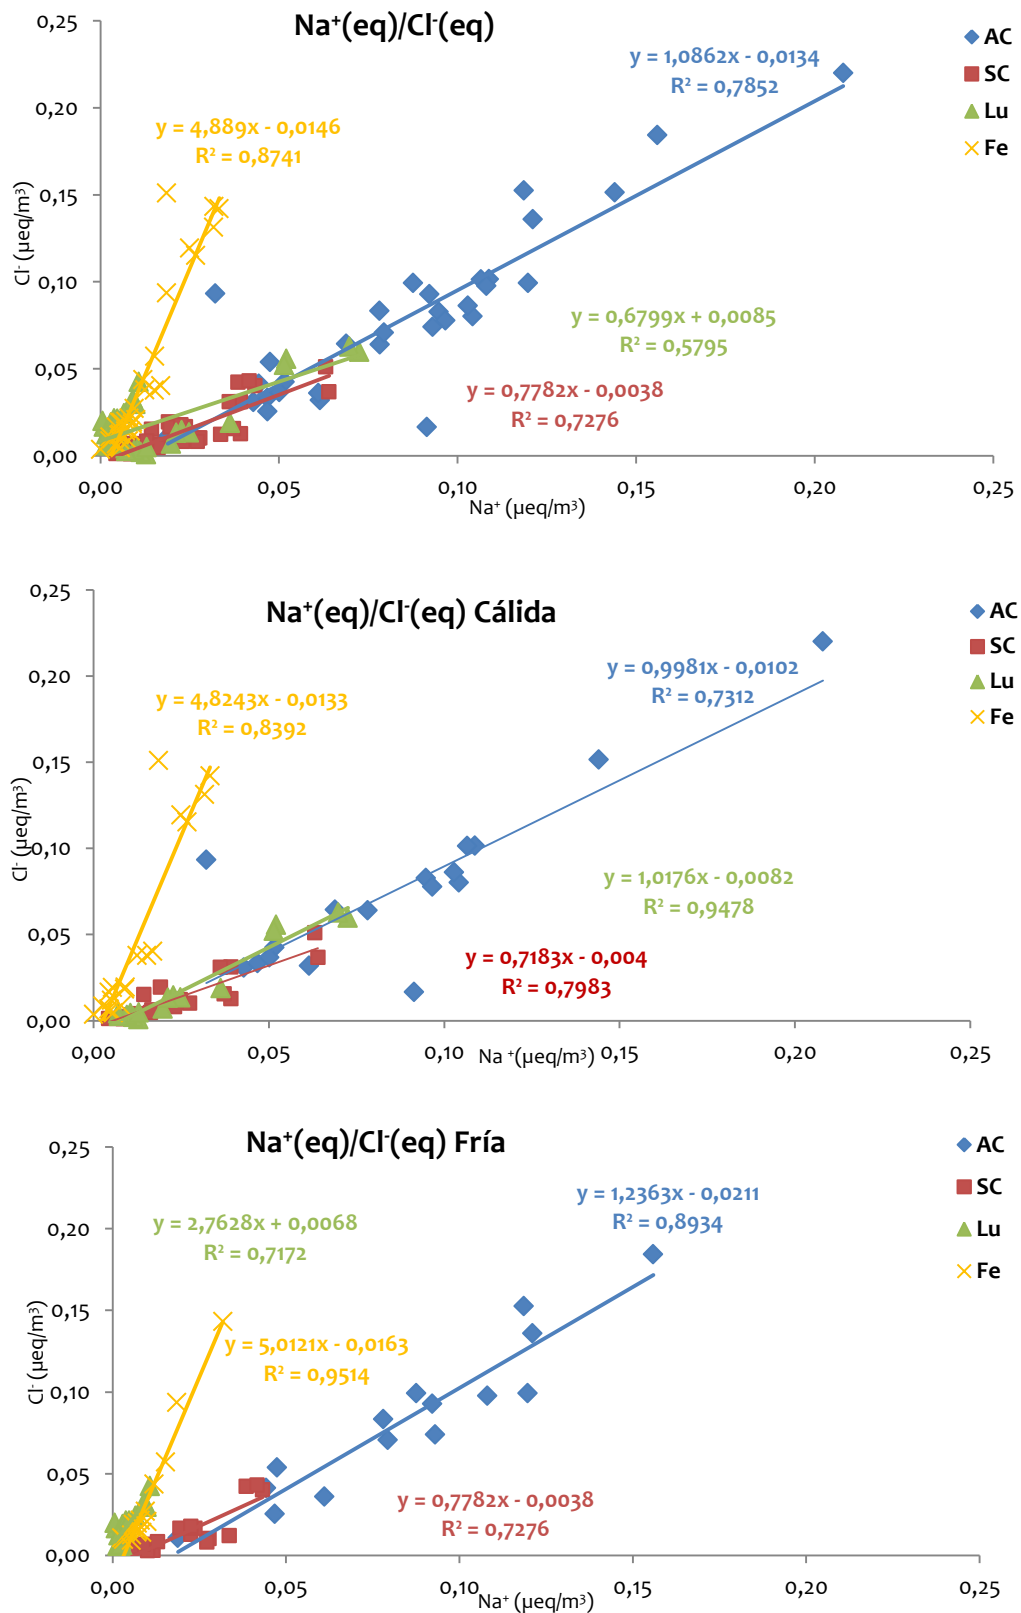 Na⁺(eq)/Cl⁻(eq)
0,25
0,20
0,15
0,10
0,05
0,00
Cl⁻ (µeq/m³)
y = 1,0862x - 0,0134
R² = 0,7852
y = 4,889x - 0,0146
R² = 0,8741
y = 0,6799x + 0,0085
R² = 0,5795
y = 0,7782x - 0,0038
R² = 0,7276
AC
SC
Lu
Fe
0,00 0,05 0,10 0,15 0,20 0,25
Na⁺ (µeq/m³)
Na⁺(eq)/Cl⁻(eq) Cálida
0,25
0,20
0,15
0,10
0,05
0,00
Cl⁻ (µeq/m³)
y = 0,9981x - 0,0102
R² = 0,7312
y = 4,8243x - 0,0133
R² = 0,8392
y = 1,0176x - 0,0082
R² = 0,9478
y = 0,7183x - 0,004
R² = 0,7983
AC
SC
Lu
Fe
0,00 0,05 0,10 0,15 0,20 0,25
Na ⁺(µeq/m³)
Na⁺(eq)/Cl⁻(eq) Fría
0,25
0,20
0,15
0,10
0,05
0,00
Cl⁻ (µeq/m³)
y = 1,2363x - 0,0211
R² = 0,8934
y = 2,7628x + 0,0068
R² = 0,7172
y = 5,0121x - 0,0163
R² = 0,9514
y = 0,7782x - 0,0038
R² = 0,7276
AC
SC
Lu
Fe
0,00 0,05 0,10 0,15 0,20 0,25
Na⁺ (µeq/m³)